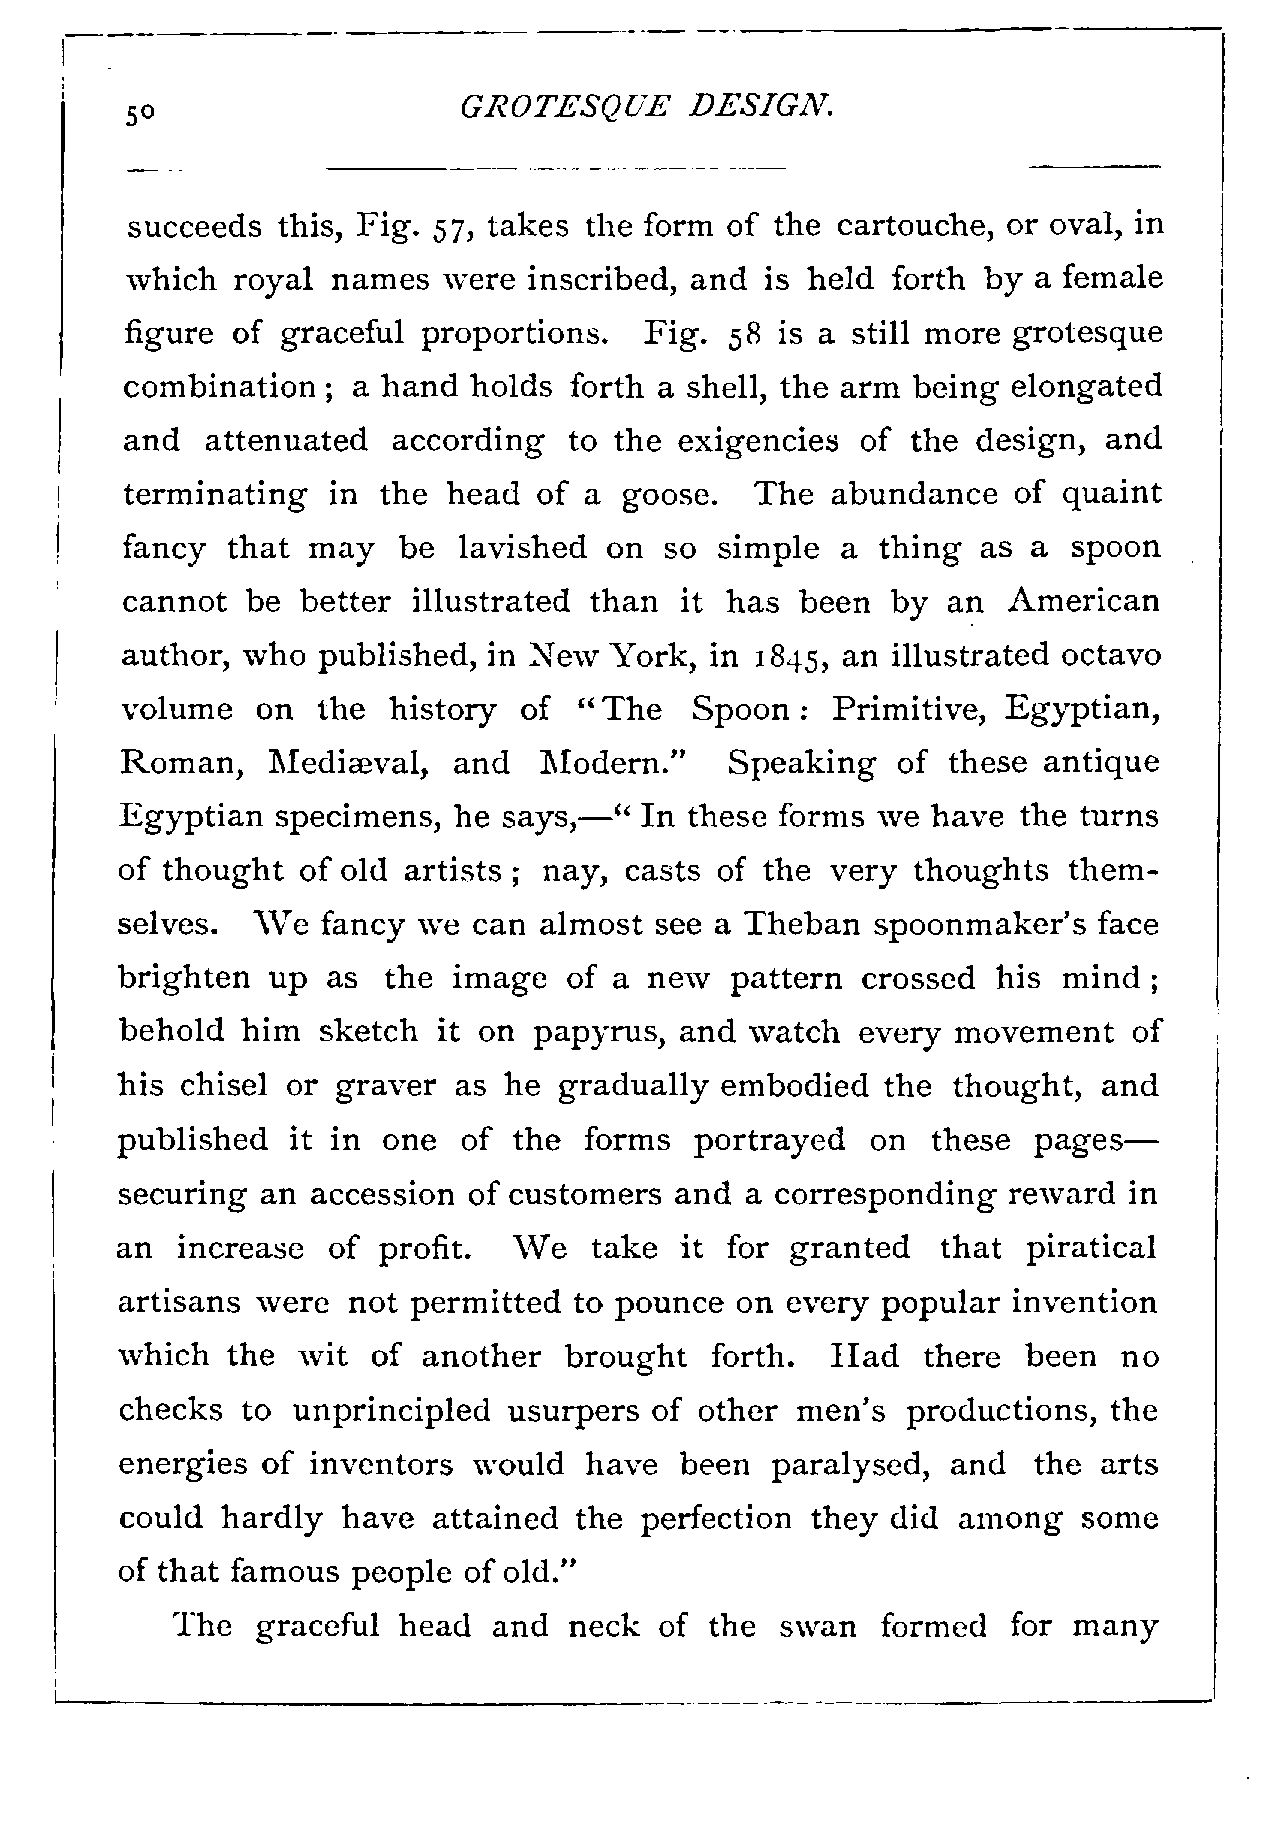 50
GROTESQUE DESIGN.
succeeds this, Fig. 57, takes the form of the cartouche, or oval, in
which royal names were inscribed, and is held forth by a female
figure of graceful proportions. Fig. 58 is a still more grotesque
combination ; a hand holds forth a shell, the arm being elongated
and attenuated according to the exigencies of the design, and
terminating in the head of a goose. The abundance of quaint
fancy that may be lavished on so simple a thing as a spoon
cannot be better illustrated than it has been by an American
author, who published, in New York, in 1845, an illustrated octavo
volume on the history of “The Spoon : Primitive, Egyptian,
Roman, Mediæval, and Modern.” Speaking of these antique
Egyptian specimens, he says,—“ In these forms we have the turns
of thought of old artists ; nay, casts of the very thoughts them-
selves. We fancy we can almost see a Theban spoonmaker’s face
brighten up as the image of a new pattern crossed his mind ;
behold him sketch it on papyrus, and watch every movement of
his chisel or graver as he gradually embodied the thought, and
published it in one of the forms portrayed on these pages—
securing an accession of customers and a corresponding reward in
an increase of profit. We take it for granted that piratical
artisans were not permitted to pounce on every popular invention
which the wit of another brought forth. Had there been no
checks to unprincipled usurpers of other men’s productions, the
energies of inventors would have been paralysed, and the arts
could hardly have attained the perfection they did among some
of that famous people of old.”
The graceful head and neck of the swan formed for many